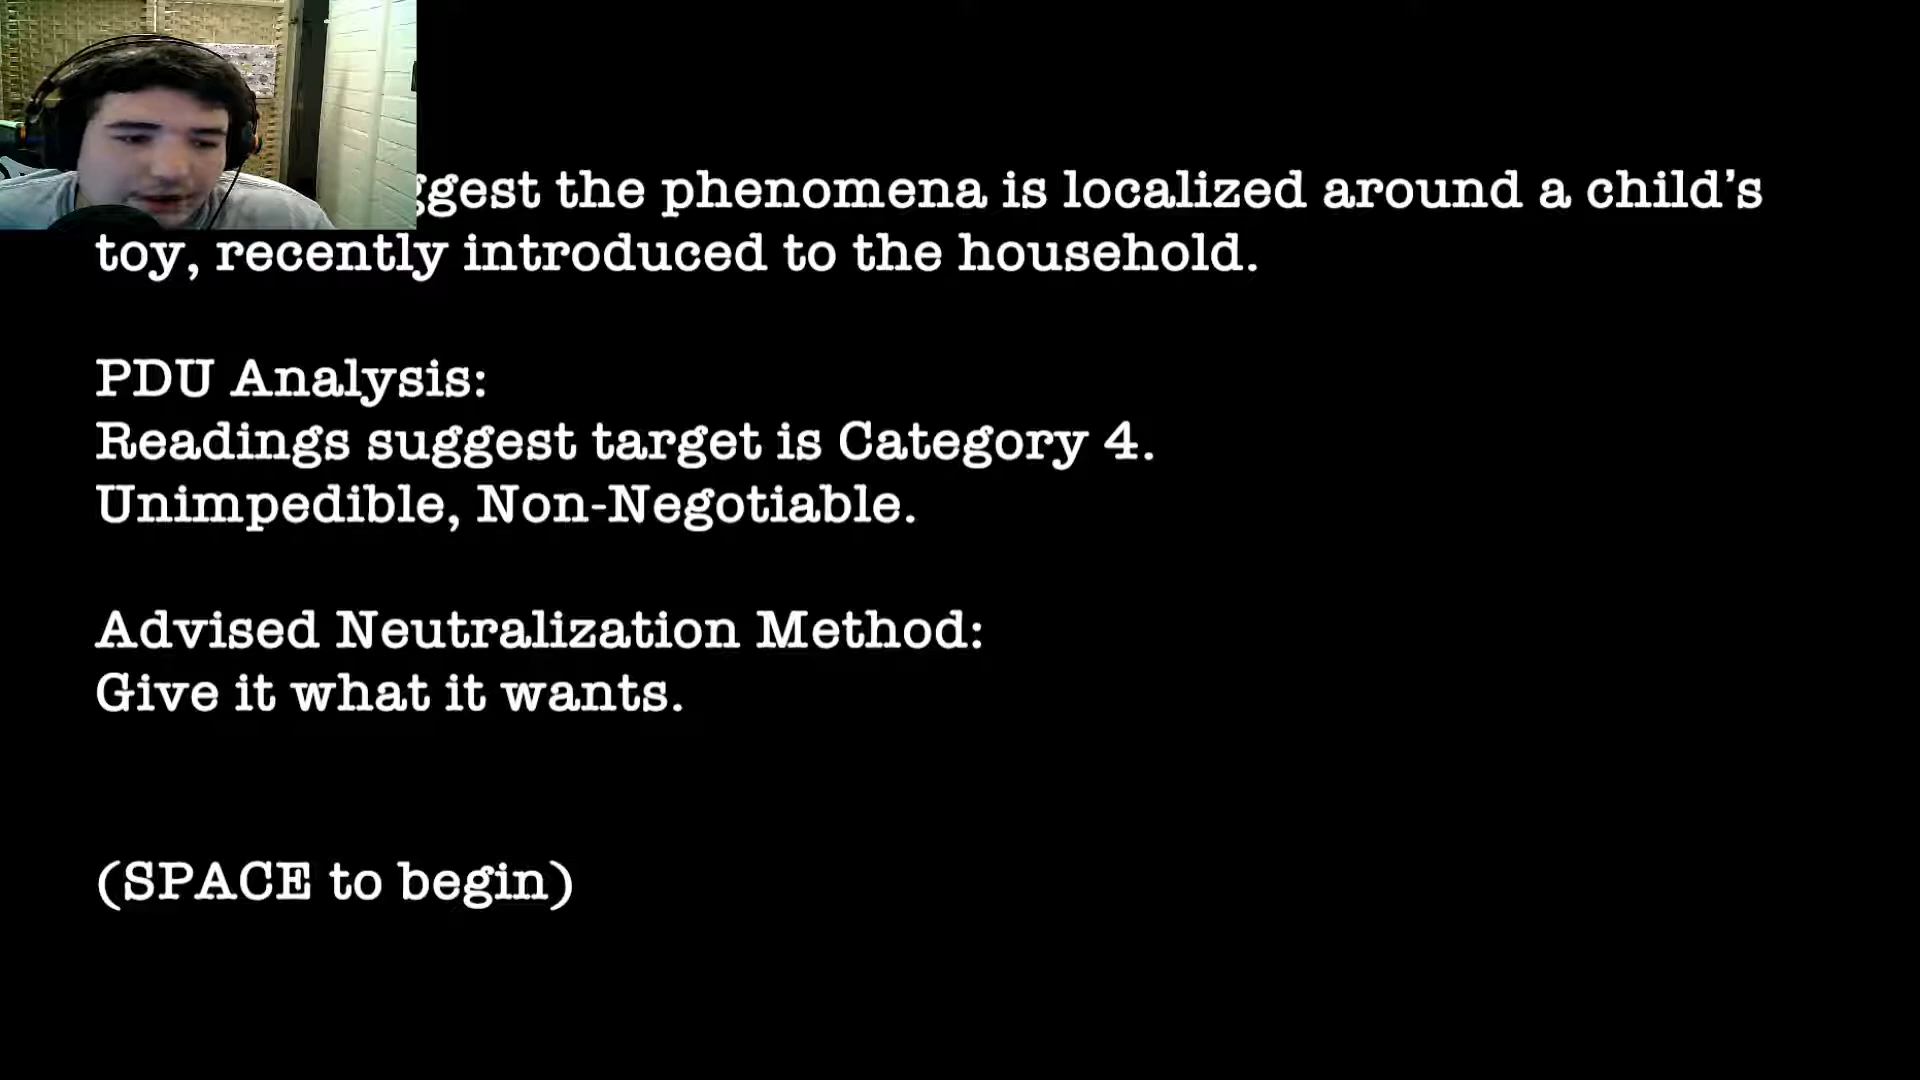 the phenomena is localized around a child's
toy, recently introduced to the household.
PDU Analysis:
Readings suggest target is Category 4.
Unimpedible, Non-Negotiable.
Advised Neutralization Method:
Give it what it wants.
(SPACE to begin)